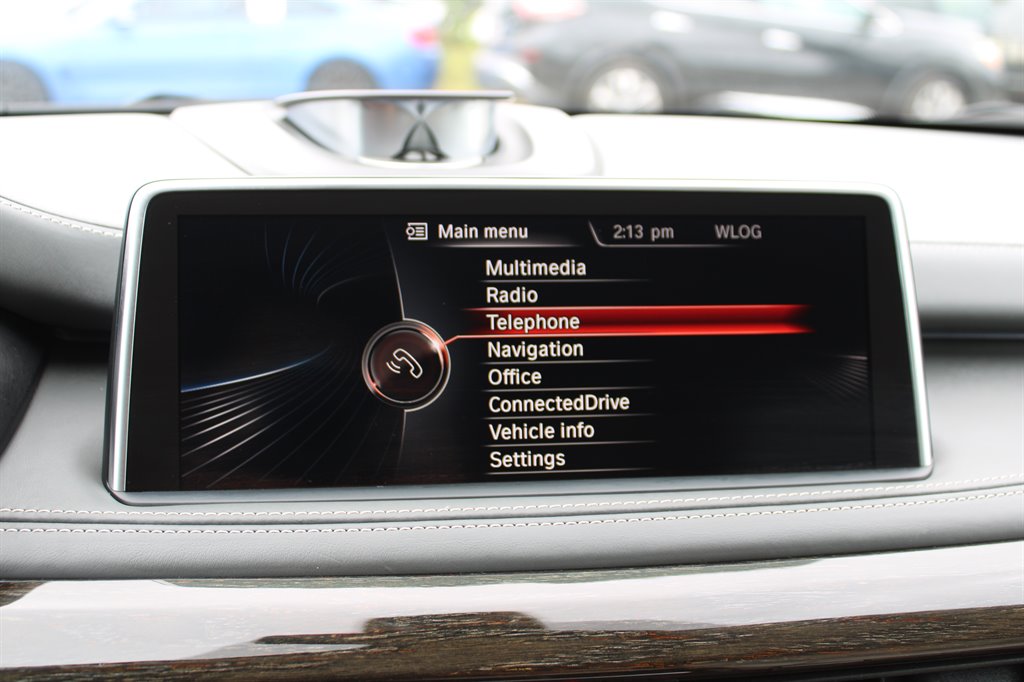 Main menu 2:13 pm WLOG
Multimedia
Radio
Telephone
Navigation
Office
ConnectedDrive
Vehicle info
Settings